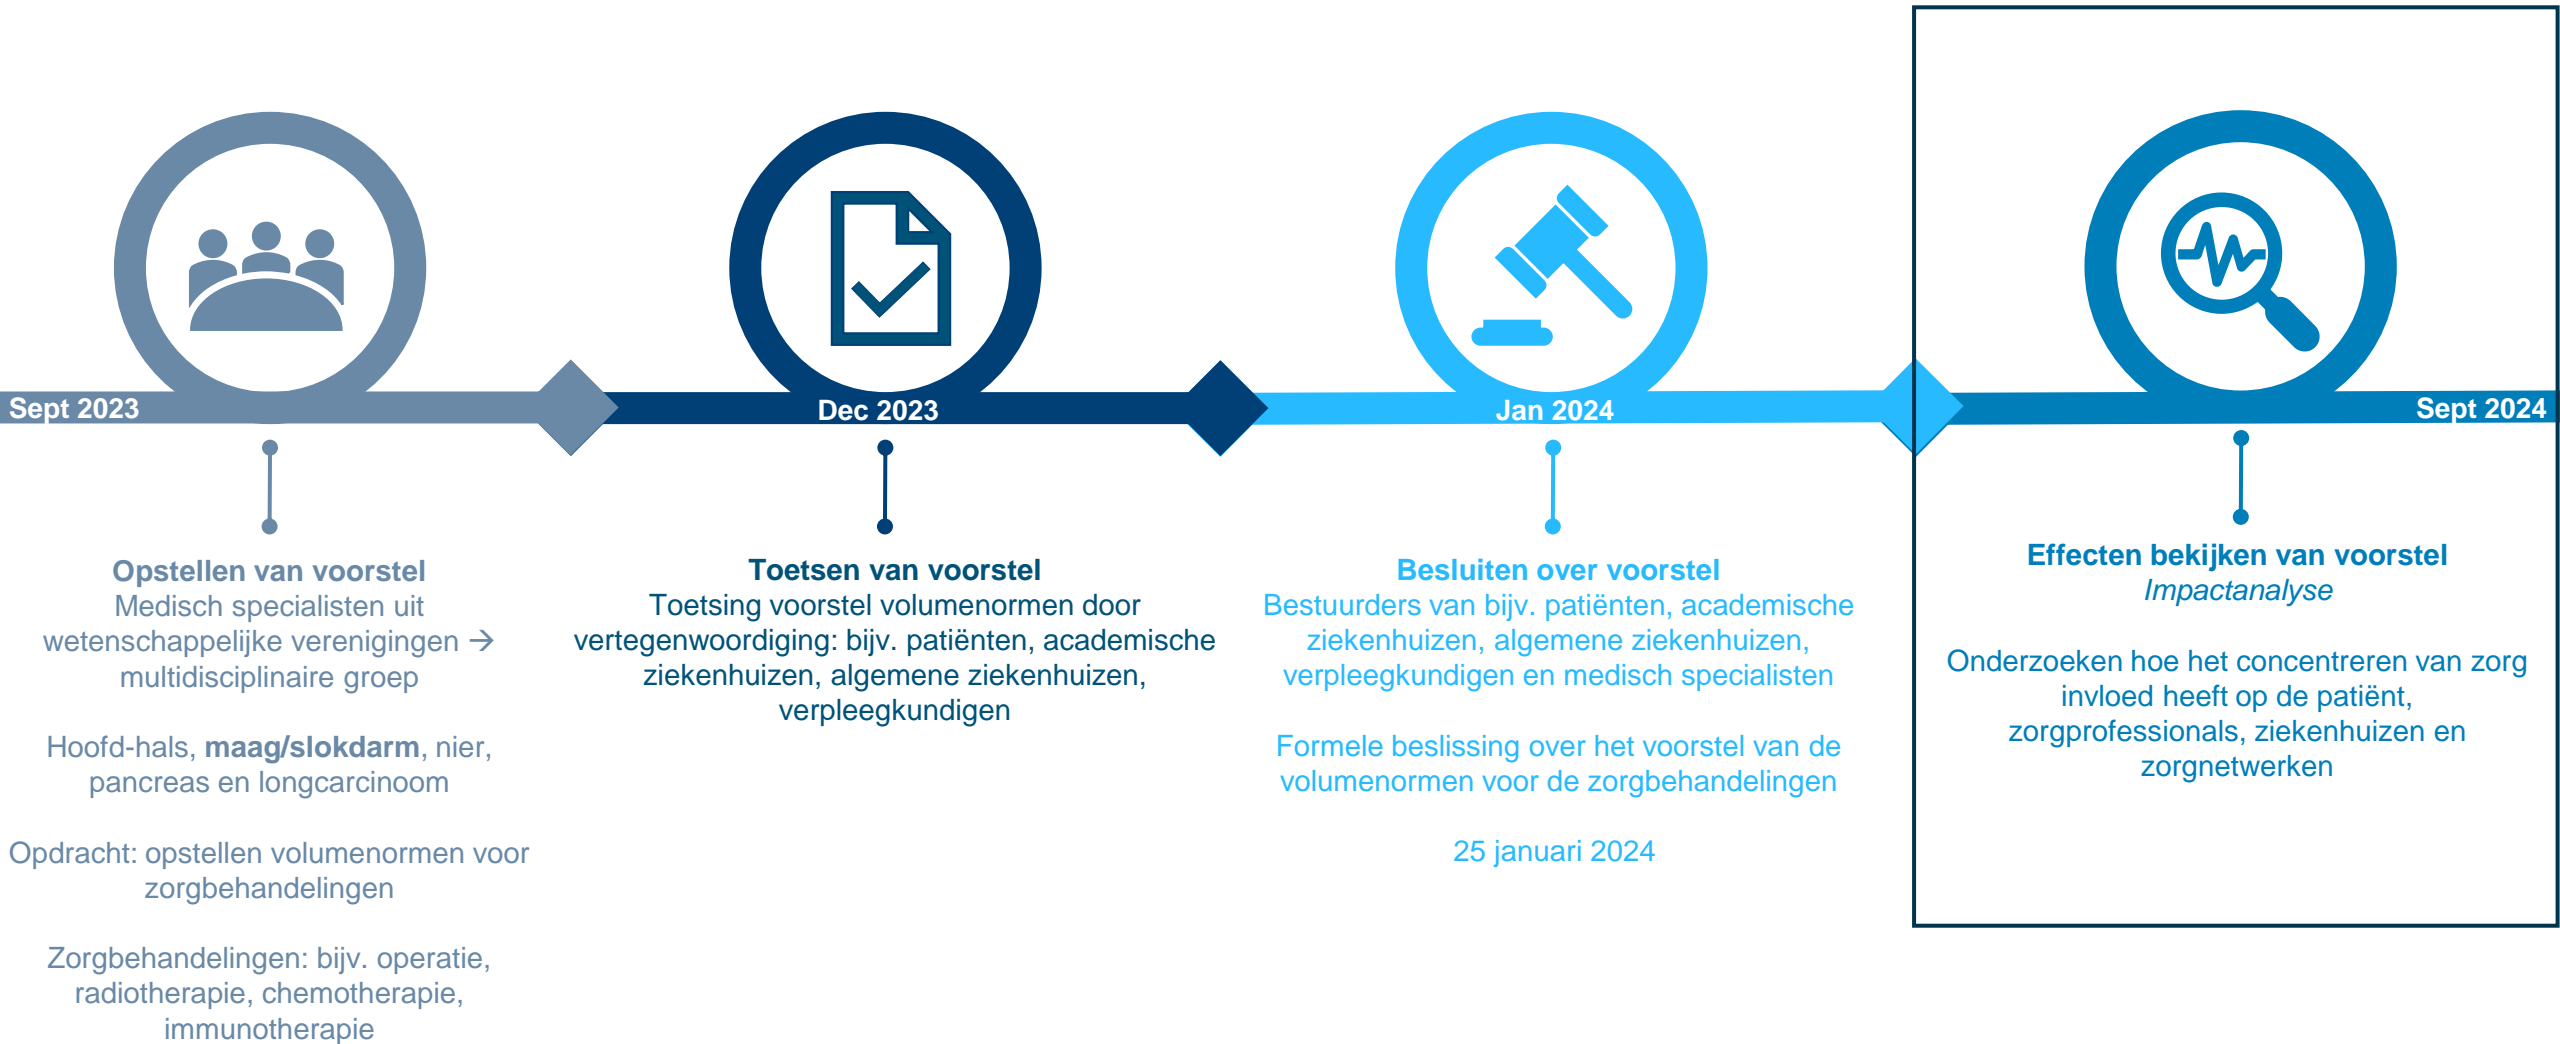 Sept 2023
Dec 2023
Jan 2024
Sept 2024
Opstellen van voorstel
Medisch specialisten uit
wetenschappelijke verenigingen →
multidisciplinaire groep
Hoofd-hals, maag/slokdarm, nier,
pancreas en longcarcinoom
Opdracht: opstellen volumenormen voor
zorgbehandelingen
Zorgbehandelingen: bijv. operatie,
radiotherapie, chemotherapie,
immunotherapie
Toetsen van voorstel
Toetsing voorstel volumenormen door
vertegenwoordiging: bijv. patiënten, academische
ziekenhuizen, algemene ziekenhuizen,
verpleegkundigen
Besluiten over voorstel
Bestuurders van bijv. patiënten, academische
ziekenhuizen, algemene ziekenhuizen,
verpleegkundigen en medisch specialisten
Formele beslissing over het voorstel van de
volumenormen voor de zorgbehandelingen
25 januari 2024
Effecten bekijken van voorstel
Impactanalyse
Onderzoeken hoe het concentreren van zorg
invloed heeft op de patiënt,
zorgprofessionals, ziekenhuizen en
zorgnetwerken